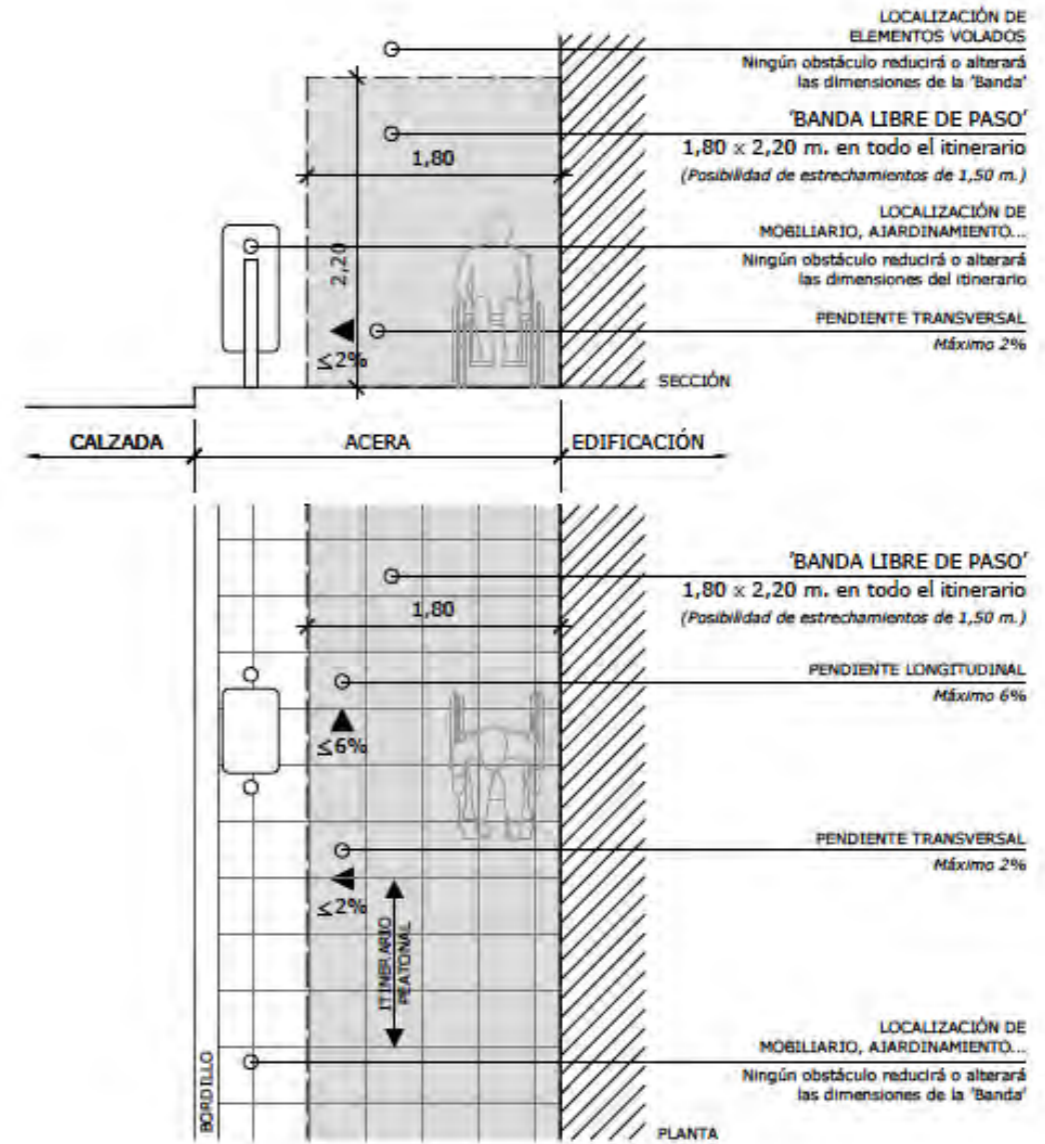 LOCALIZACIÓN DE
ELEMENTOS VOLADOS
Ningún obstáculo reducirá o alterará
las dimensiones de la 'Banda'
'BANDA LIBRE DE PASO'
1,80 x 2,20 m. en todo el itinerario
(Posibilidad de estrechamientos de 1,50 m.)
1,80
2,20
LOCALIZACIÓN DE
MOBILIARIO, AJARDINAMIENTO...
Ningún obstáculo reducirá o alterará
las dimensiones del itinerario
PENDIENTE TRANSVERSAL
Máximo 2%
≤2%
SECCIÓN
CALZADA
ACERA
EDIFICACIÓN
'BANDA LIBRE DE PASO'
1,80 x 2,20 m. en todo el itinerario
(Posibilidad de estrechamientos de 1,50 m.)
1,80
PENDIENTE LONGITUDINAL
Máximo 6%
≤6%
PENDIENTE TRANSVERSAL
Máximo 2%
≤2%
ITINERARIO
PEATONAL
LOCALIZACIÓN DE
MOBILIARIO, AJARDINAMIENTO...
Ningún obstáculo reducirá o alterará
las dimensiones de la 'Banda'
BORDILLO
PLANTA